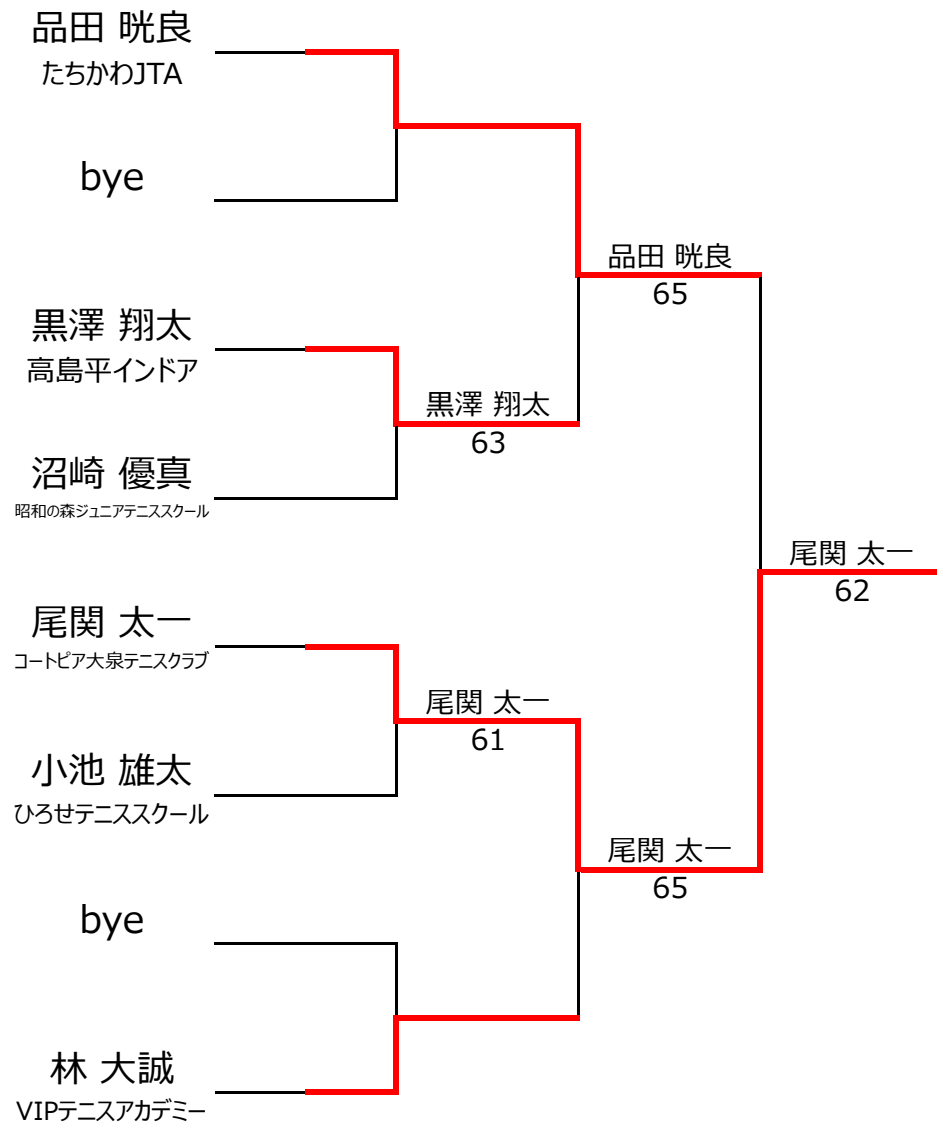 品田 晄良
たちかわJTA
bye
黒澤 翔太
高島平インドア
沼崎 優真
昭和の森ジュニアテニススクール
尾関 太一
コートピア大泉テニスクラブ
小池 雄太
ひろせテニススクール
bye
林 大誠
VIPテニスアカデミー
黒澤 翔太
63
尾関 太一
61
品田 晄良
65
尾関 太一
65
尾関 太一
62